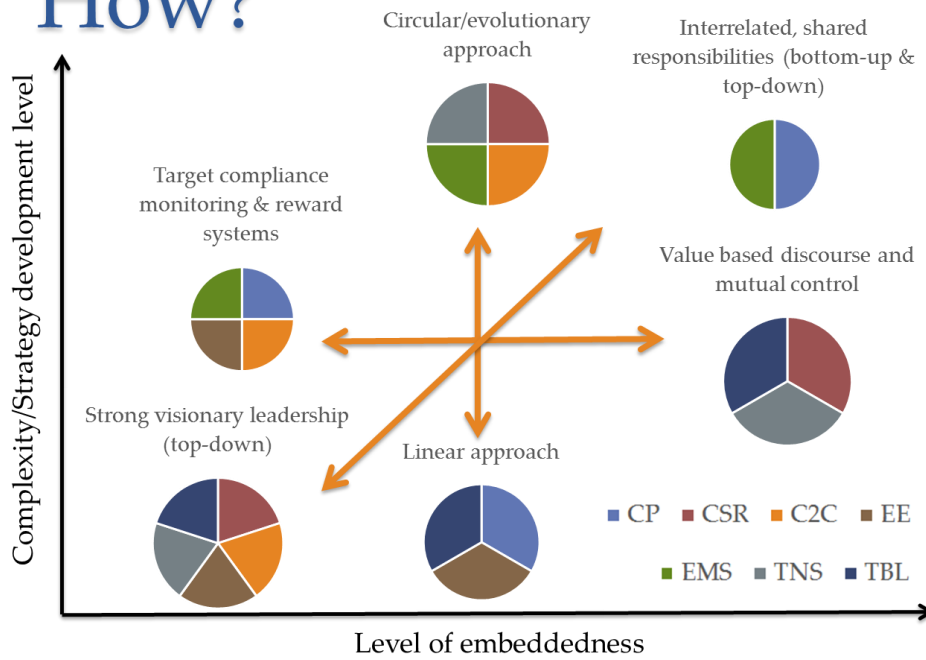 How?
Circular/evolutionary
approach
Interrelated, shared
responsibilities (bottom-up &
top-down)
Target compliance
monitoring & reward
systems
Value based discourse and
mutual control
Strong visionary leadership
(top-down)
Linear approach
CP CSR C2C EE
EMS TNS TBL
Complexity/Strategy development level
Level of embeddedness